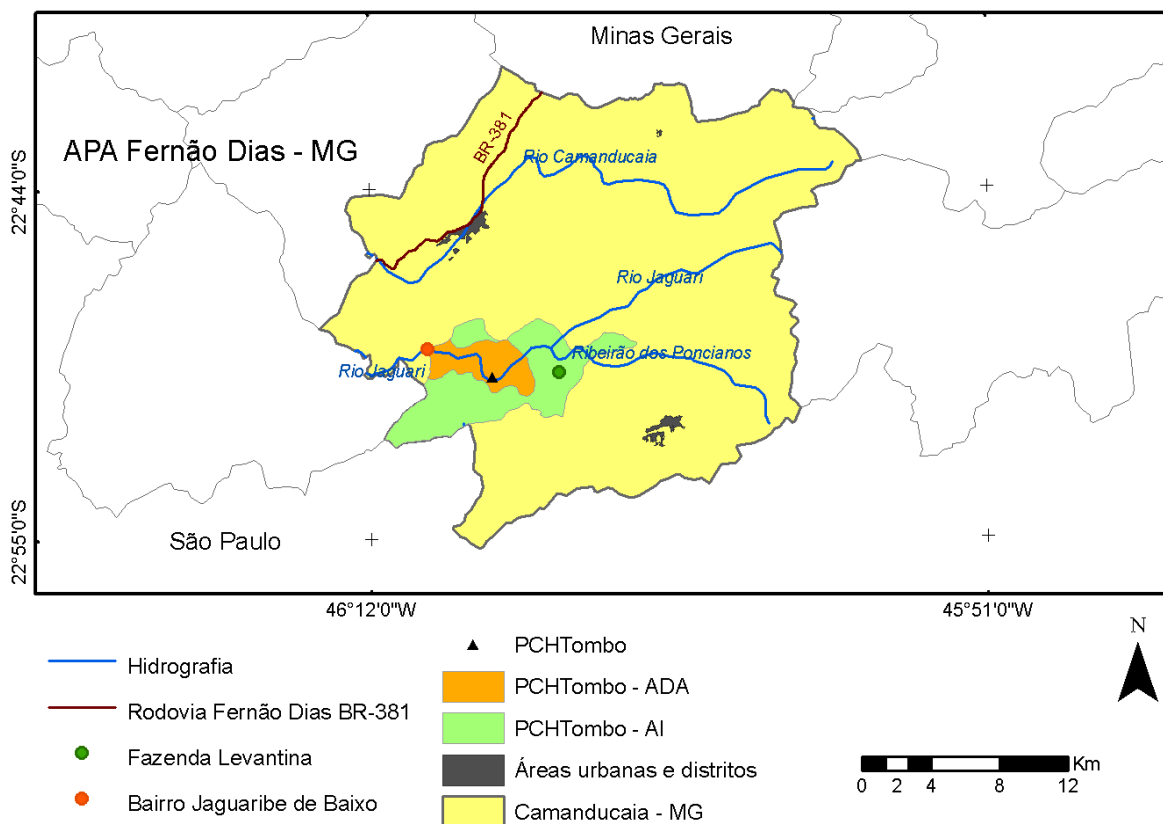 Minas Gerais
APA Fernão Dias - MG
BR-381
Rio Camanducaia
22°44'0"S
Rio Jaguari
Ribeirão dos Poncianos
Rio Jaguari
São Paulo
22°55'0"S
46°12'0"W
45°51'0"W
Hidrografia
Rodovia Fernão Dias BR-381
Fazenda Levantina
Bairro Jaguaribe de Baixo
PCHTombo
PCHTombo - ADA
PCHTombo - AI
Áreas urbanas e distritos
Camanducaia - MG
N
Km
0 2 4 8 12